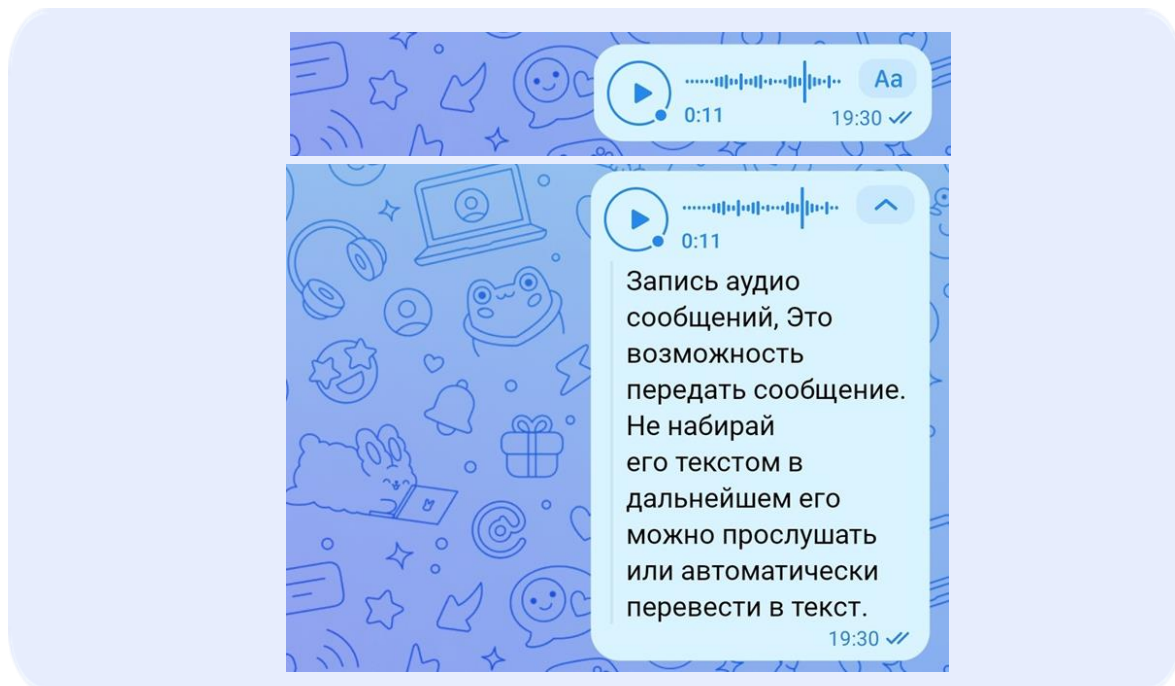 Aa
0:11
19:30
0:11
Запись аудио
сообщений, Это
возможность
передать сообщение.
Не набирай
его текстом в
дальнейшем его
можно прослушать
или автоматически
перевести в текст.
19:30